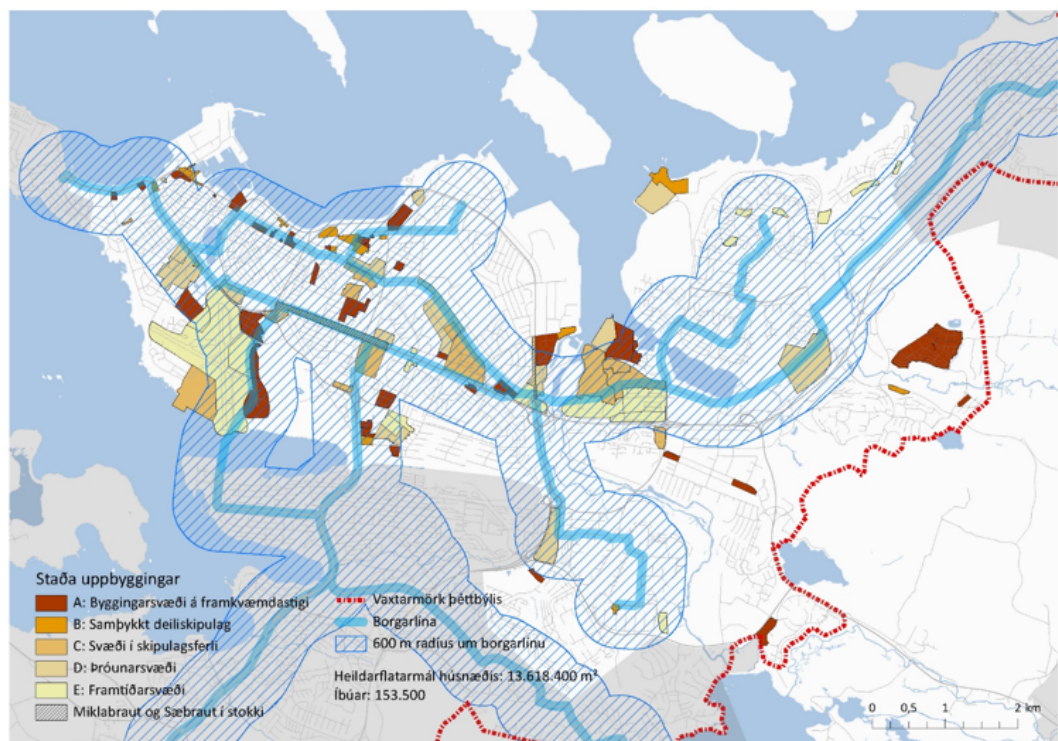 Staða uppbyggingar
A: Byggingarsvæði á framkvæmdastigi
B: Samþykkt deiliskipulag
C: Svæði í skipulagsferli
D: Þróunarsvæði
E: Framtíðarsvæði
Miklabraut og Sæbraut í stokki
Vaxtarmörk þéttbýlis
Borgarlína
600 m radíus um borgarlínu
Heildarflatarmál húsnæðis: 13.618.400 m²
Íbúar: 153.500
0 0,5 1 2 km